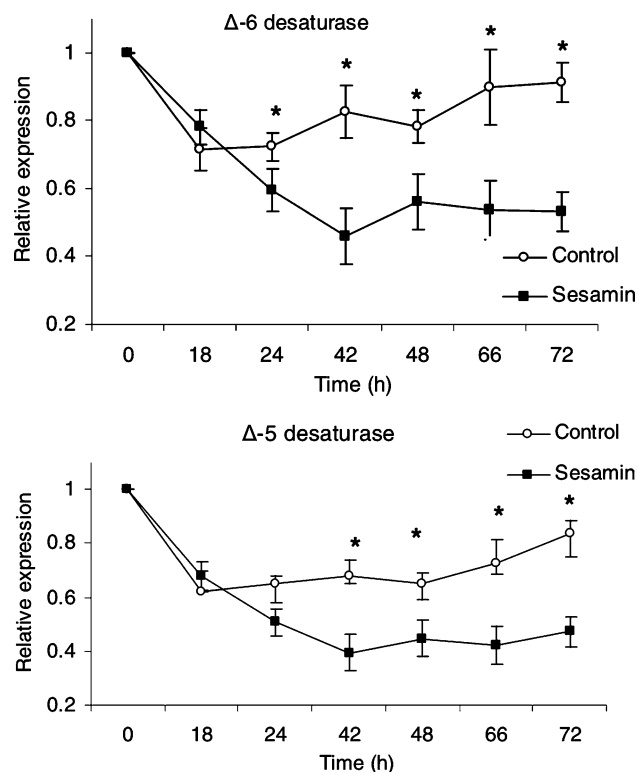 Δ-6 desaturase
1
0.8
0.6
0.4
0.2
Relative expression
* * * * * *
Control
Sesamin
0 18 24 42 48 66 72
Time (h)
Δ-5 desaturase
Control
Sesamin
1
0.8
0.6
0.4
0.2
Relative expression
* * * *
0 18 24 42 48 66 72
Time (h)